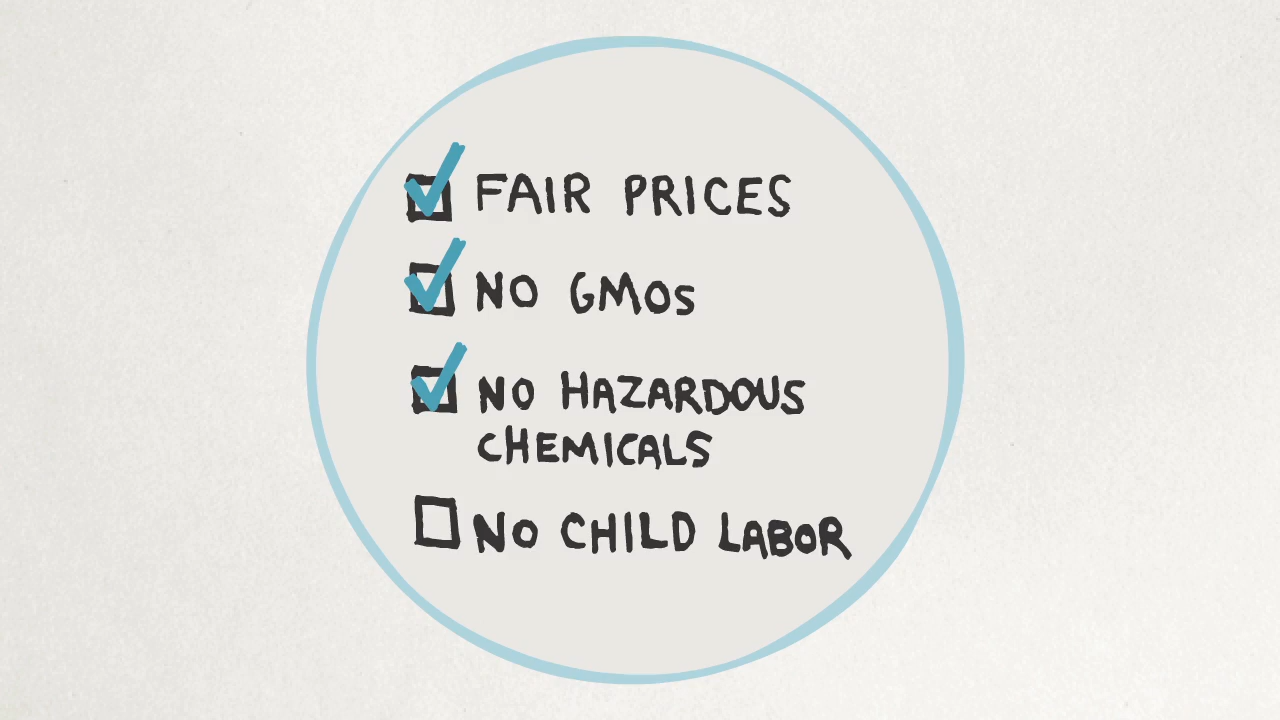 FAIR PRICES
NO GMOs
NO HAZARDOUS
CHEMICALS
NO CHILD LABOR